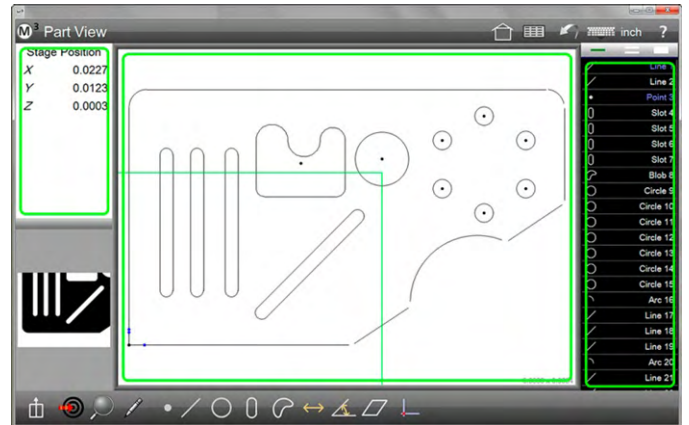 M³ Part View
inch ?
Stage Position
X 0.0227
Y 0.0123
Z 0.0003
Line 2
Point 3
Slot 4
Slot 5
Slot 6
Slot 7
Blob 8
Circle 9
Circle 10
Circle 11
Circle 12
Circle 13
Circle 14
Circle 15
Arc 16
Line 17
Line 18
Line 19
Arc 20
Line 21